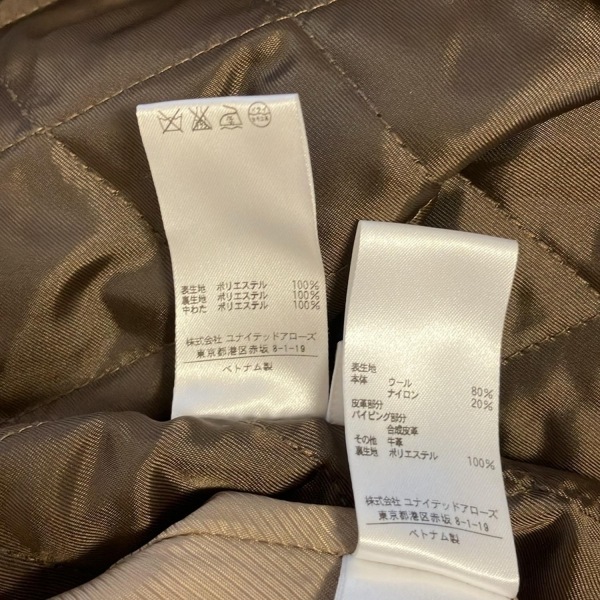 表生地 ポリエステル 100%
裏生地 ポリエステル 100%
中わた ポリエステル 100%
株式会社 ユナイテッドアローズ
東京都港区赤坂 8-1-19
ベトナム製
表生地
本体 ウール 80%
ナイロン 20%
皮革部分
パイピング部分
合成皮革
その他 牛革
裏生地 ポリエステル 100%
株式会社 ユナイテッドアローズ
東京都港区赤坂 8-1-19
ベトナム製